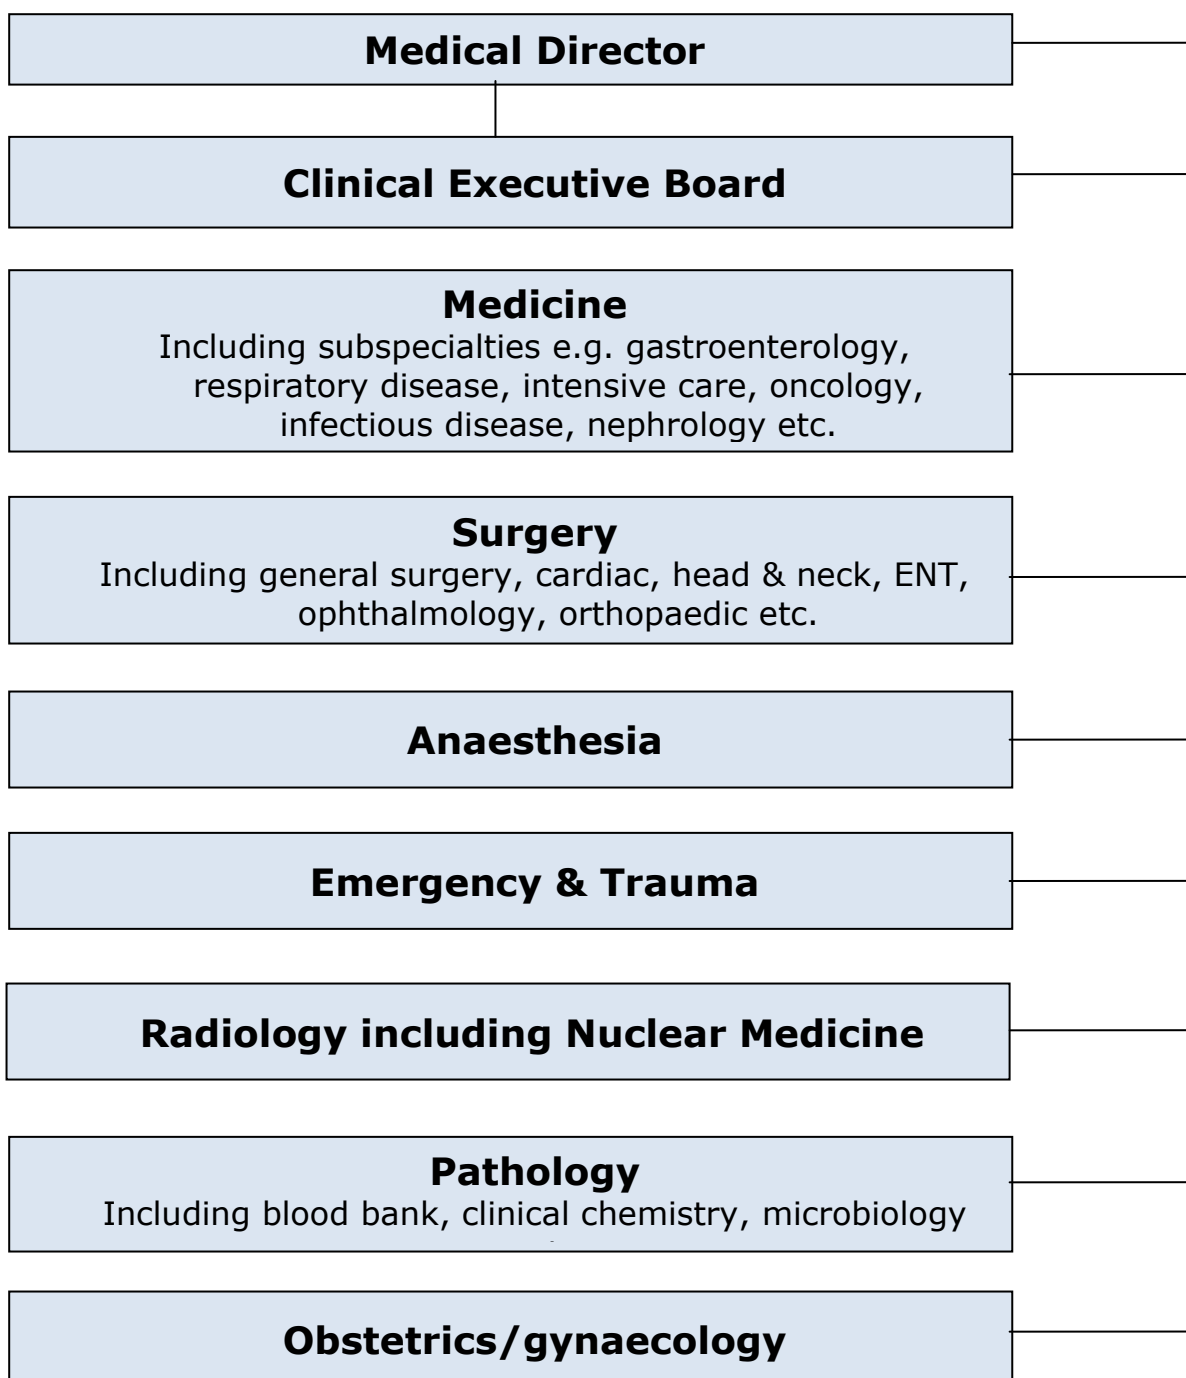 Medical Director
Clinical Executive Board
Medicine
Including subspecialties e.g. gastroenterology,
respiratory disease, intensive care, oncology,
infectious disease, nephrology etc.
Surgery
Including general surgery, cardiac, head & neck, ENT,
ophthalmology, orthopaedic etc.
Anaesthesia
Emergency & Trauma
Radiology including Nuclear Medicine
Pathology
Including blood bank, clinical chemistry, microbiology
Obstetrics/gynaecology